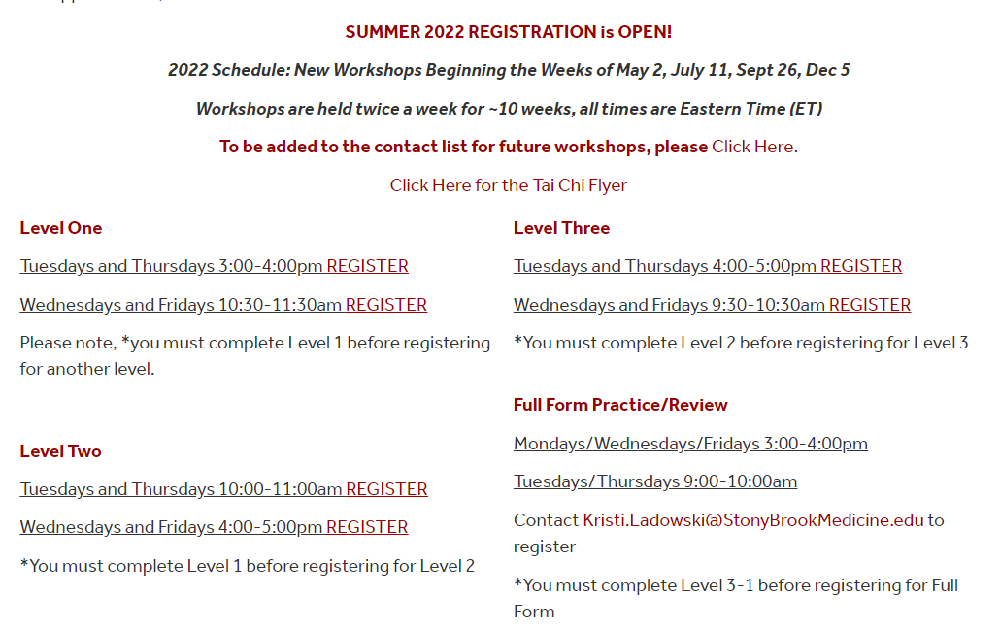 SUMMER 2022 REGISTRATION is OPEN!
2022 Schedule: New Workshops Beginning the Weeks of May 2, July 11, Sept 26, Dec 5
Workshops are held twice a week for ~10 weeks, all times are Eastern Time (ET)
To be added to the contact list for future workshops, please Click Here.
Click Here for the Tai Chi Flyer
Level One
Tuesdays and Thursdays 3:00-4:00pm REGISTER
Wednesdays and Fridays 10:30-11:30am REGISTER
Please note, *you must complete Level 1 before registering
for another level.
Level Two
Tuesdays and Thursdays 10:00-11:00am REGISTER
Wednesdays and Fridays 4:00-5:00pm REGISTER
*You must complete Level 1 before registering for Level 2
Level Three
Tuesdays and Thursdays 4:00-5:00pm REGISTER
Wednesdays and Fridays 9:30-10:30am REGISTER
*You must complete Level 2 before registering for Level 3
Full Form Practice/Review
Mondays/Wednesdays/Fridays 3:00-4:00pm
Tuesdays/Thursdays 9:00-10:00am
Contact Kristi.Ladowski@StonyBrookMedicine.edu to
register
*You must complete Level 3-1 before registering for Full
Form